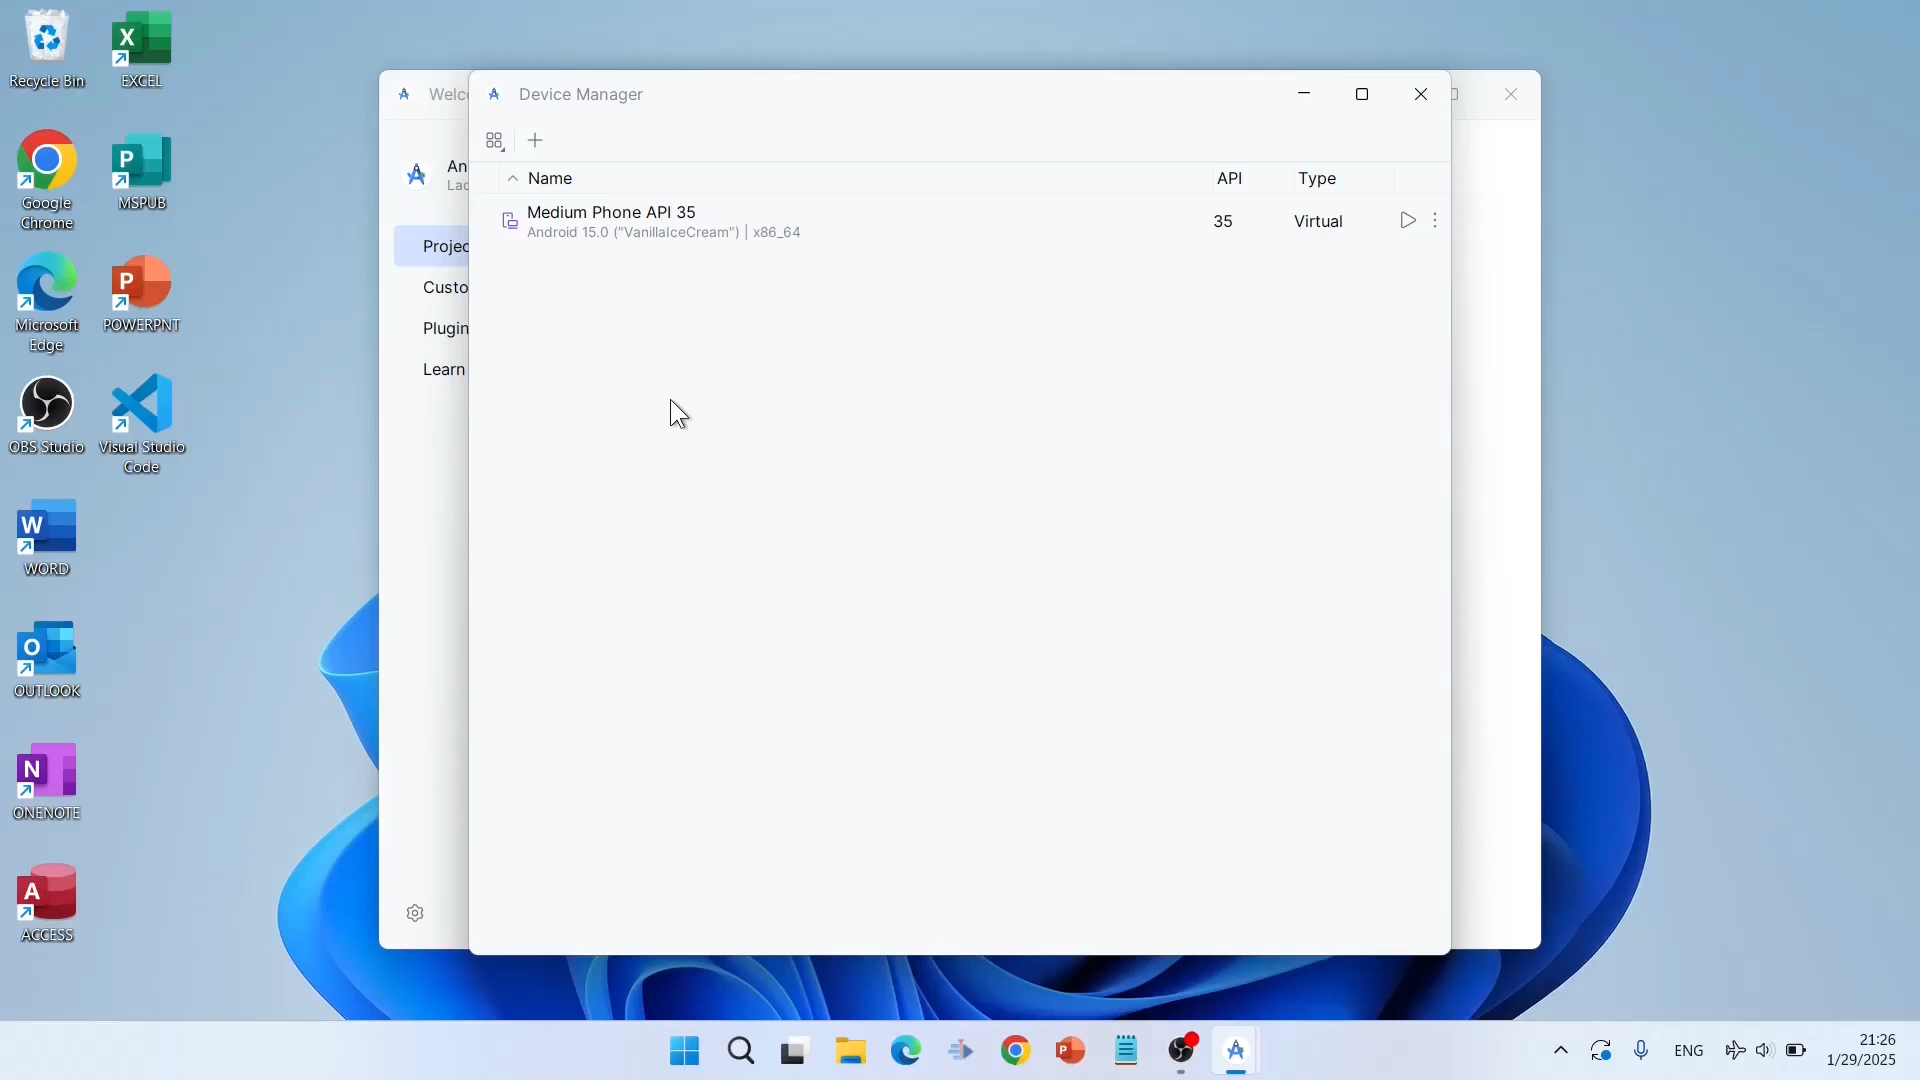 Recycle Bin
EXCEL
Google
Chrome
MSPUB
Microsoft
Edge
POWERPNT
OBS Studio
Visual Studio
Code
WORD
OUTLOOK
ONENOTE
ACCESS
Welco
Device Manager
An
Lad
Projec
Custo
Plugin
Learn
Name
API
Type
Medium Phone API 35
Android 15.0 ("VanillaIceCream") | x86_64
35
Virtual
ENG
21:26
1/29/2025